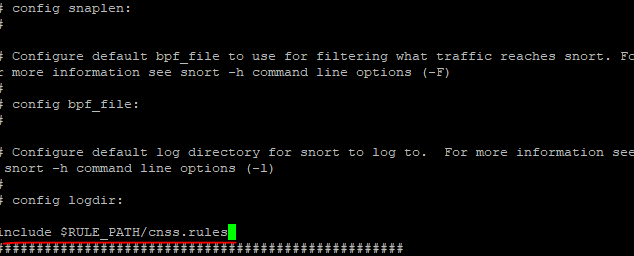 # config snaplen:
#
# Configure default bpf_file to use for filtering what traffic reaches snort. Fo
r more information see snort -h command line options (-F)
#
# config bpf_file:
#
# Configure default log directory for snort to log to.  For more information see
snort -h command line options (-l)
#
# config logdir:
include $RULE_PATH/cnss.rules
###################################################